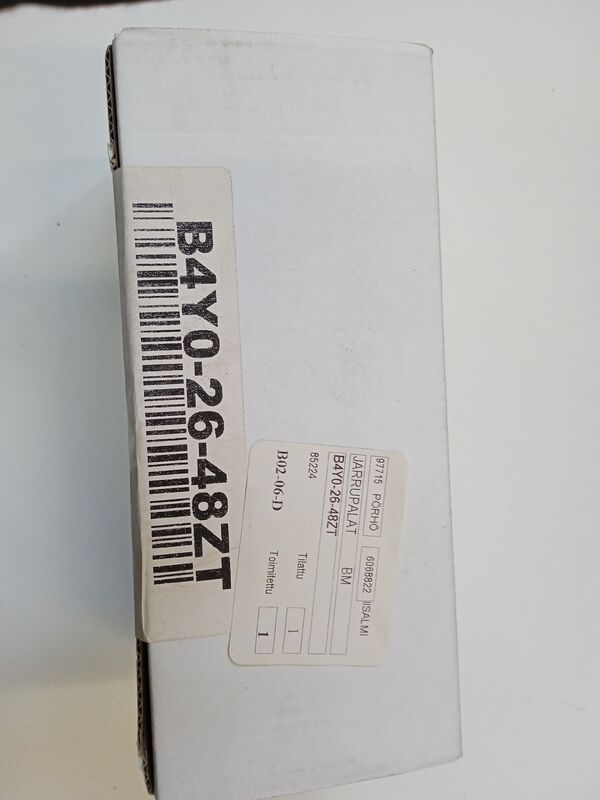 B4Y0-26-48ZT
97715 PÖRHÖ 6068822 IISALMI
JARRUPALAT BM
B4Y0-26-48ZT
85224 Tilattu 1
B02-06-D Toimitettu 1